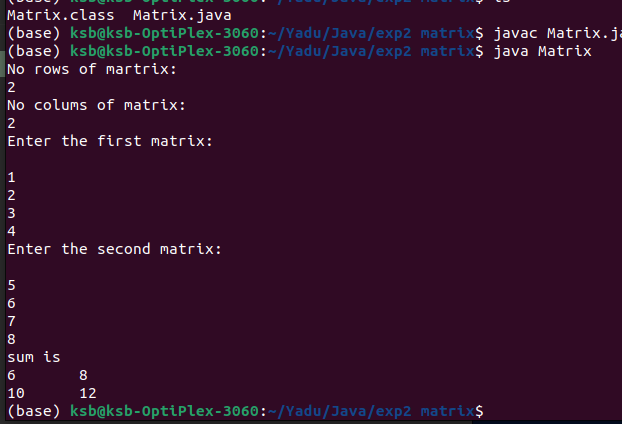 Matrix.class  Matrix.java
(base) ksb@ksb-OptiPlex-3060:~/Yadu/Java/exp2 matrix$ javac Matrix.ja
(base) ksb@ksb-OptiPlex-3060:~/Yadu/Java/exp2 matrix$ java Matrix
No rows of martrix:
2
No colums of matrix:
2
Enter the first matrix:
1
2
3
4
Enter the second matrix:
5
6
7
8
sum is
6       8
10      12
(base) ksb@ksb-OptiPlex-3060:~/Yadu/Java/exp2 matrix$